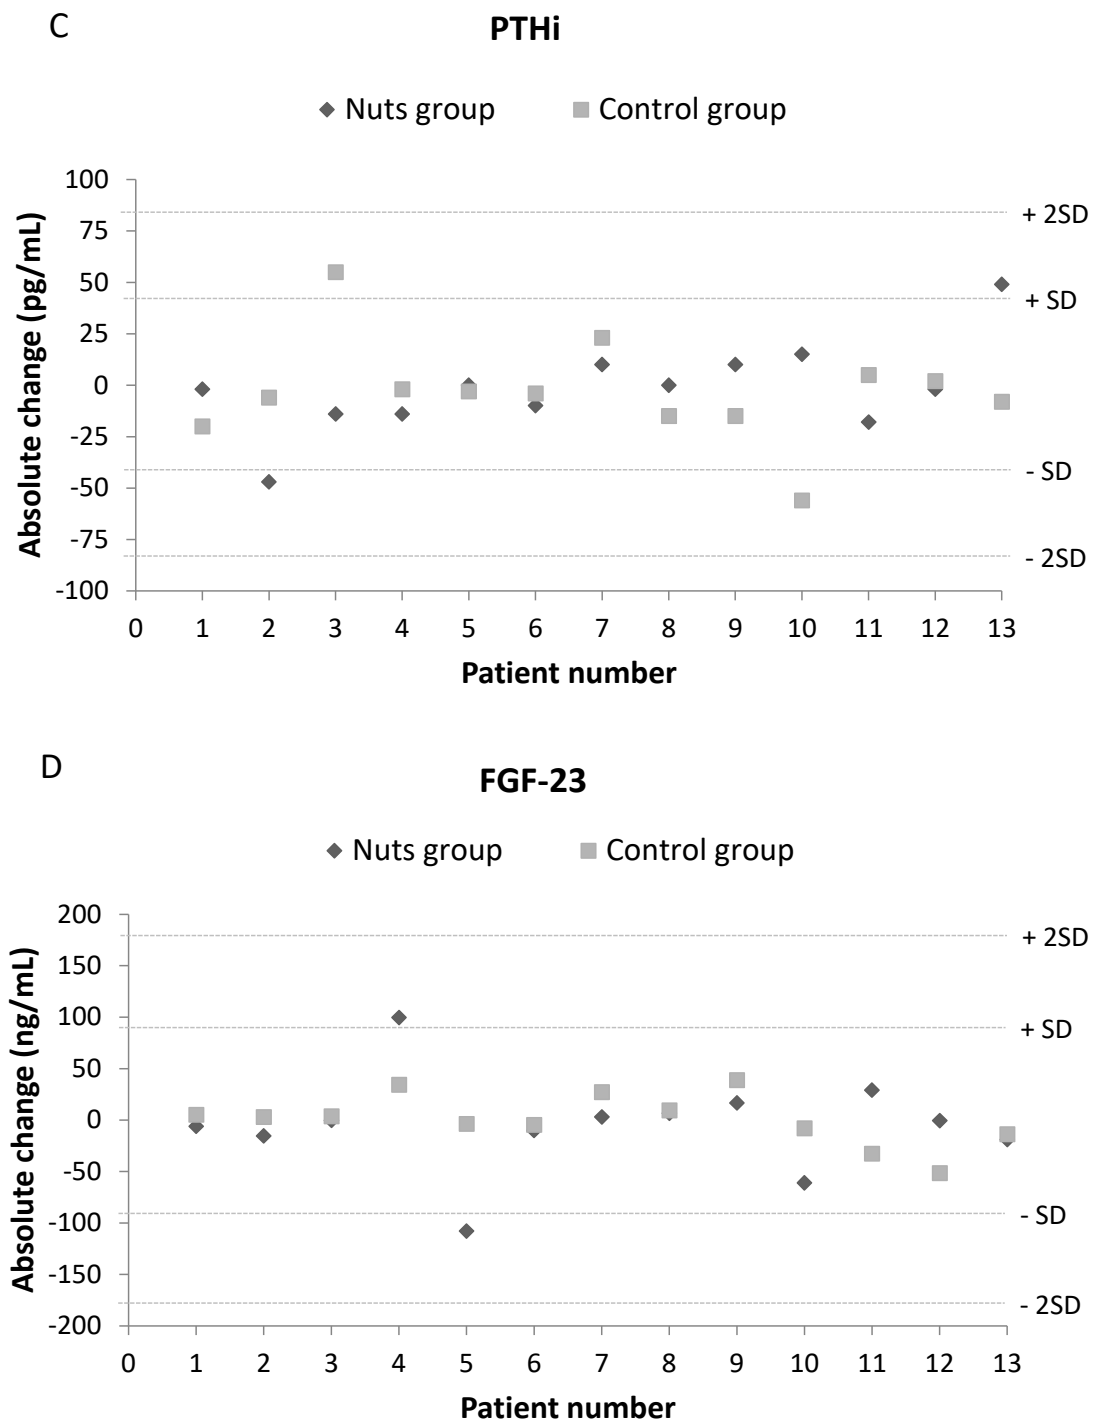 C
PTHi
Nuts group
Control group
Absolute change (pg/mL)
100
75
50
25
0
-25
-50
-75
-100
+ 2SD
+ SD
- SD
- 2SD
0 1 2 3 4 5 6 7 8 9 10 11 12 13
Patient number
D
FGF-23
Nuts group
Control group
Absolute change (ng/mL)
200
150
100
50
0
-50
-100
-150
-200
+ 2SD
+ SD
- SD
- 2SD
0 1 2 3 4 5 6 7 8 9 10 11 12 13
Patient number